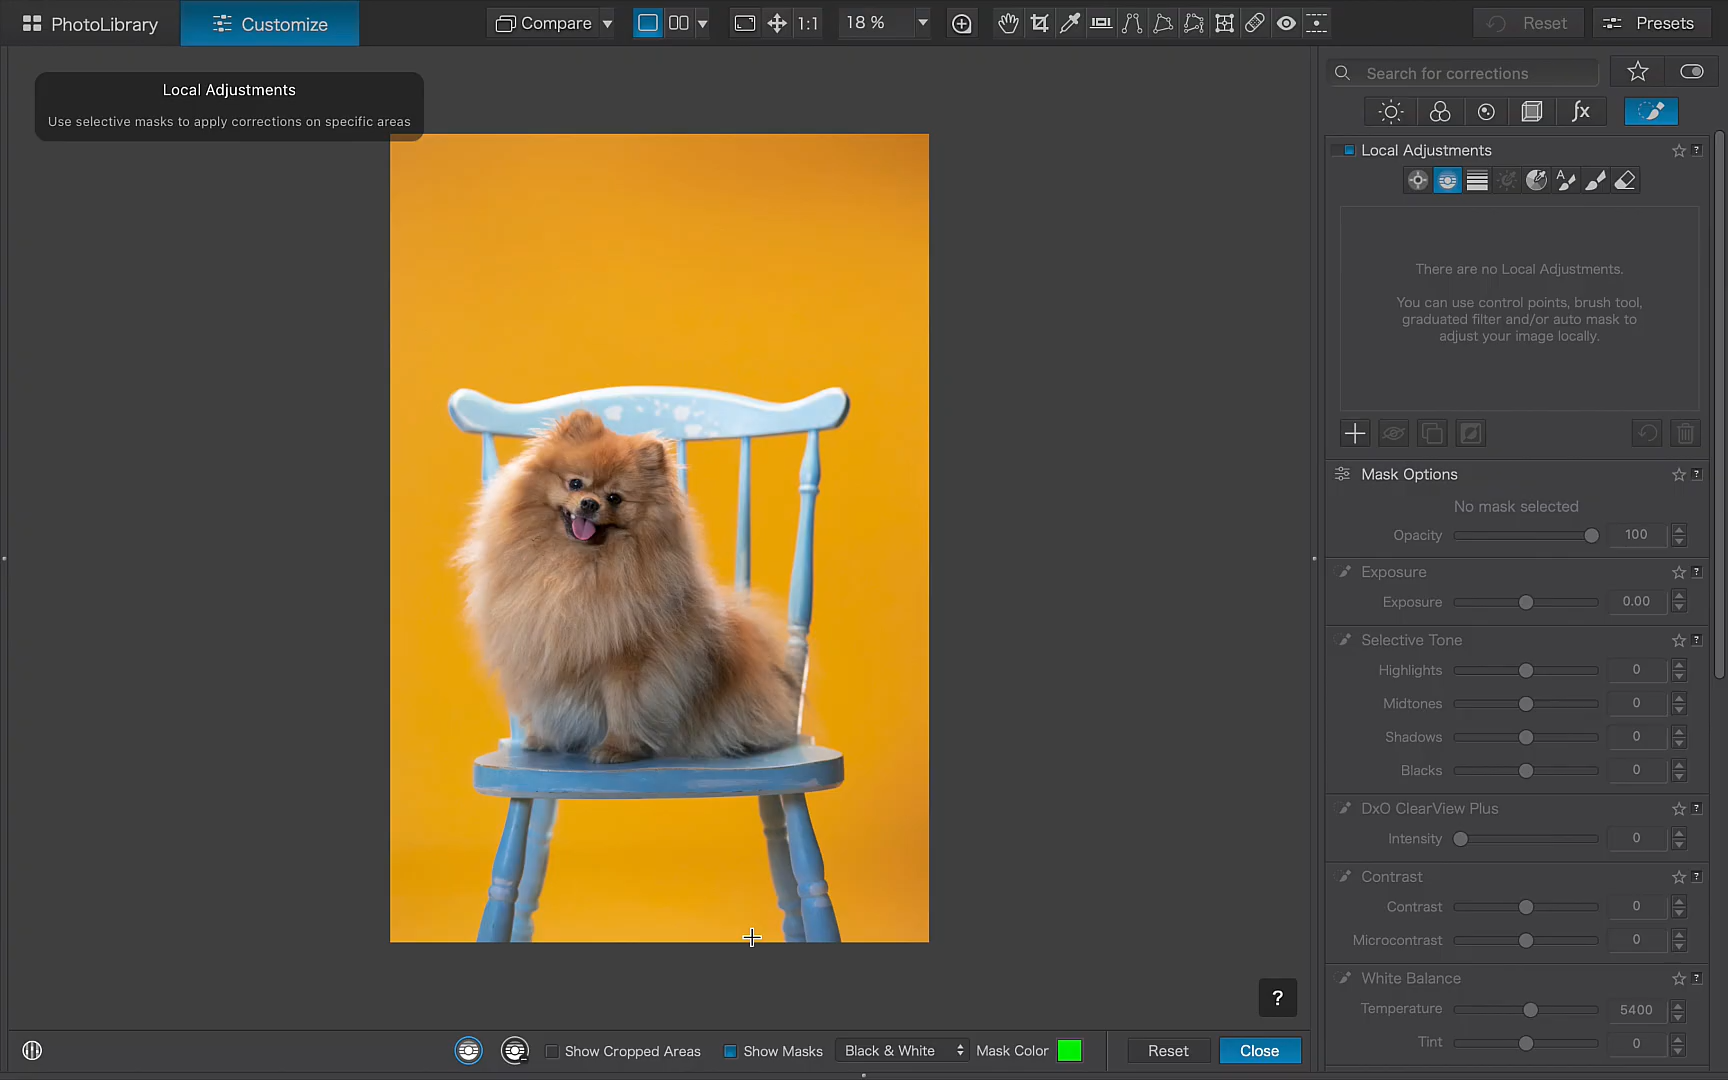 PhotoLibrary
Customize
Compare
1:1
18 %
Reset
Presets
Local Adjustments
Use selective masks to apply corrections on specific areas
Search for corrections
fx
Local Adjustments
?
A
There are no Local Adjustments.
You can use control points, brush tool,
graduated filter and/or auto mask to
adjust your image locally.
Mask Options
?
No mask selected
Opacity
100
Exposure
?
Exposure
0.00
Selective Tone
?
Highlights
0
Midtones
0
Shadows
0
Blacks
0
DxO ClearView Plus
?
Intensity
0
Contrast
?
Contrast
0
Microcontrast
0
White Balance
?
Temperature
5400
Tint
0
?
Show Cropped Areas
Show Masks
Black & White
Mask Color
Reset
Close